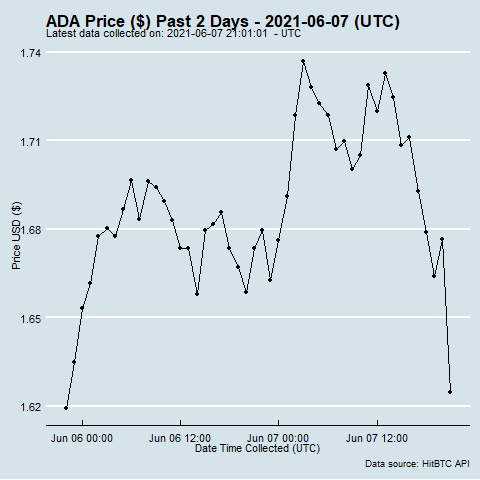 ADA Price ($) Past 2 Days - 2021-06-07 (UTC)
Latest data collected on: 2021-06-07 21:01:01 - UTC
1.74
1.71
1.68
1.65
1.62
Price USD ($)
Jun 06 00:00 Jun 06 12:00 Jun 07 00:00 Jun 07 12:00
Date Time Collected (UTC)
Data source: HitBTC API